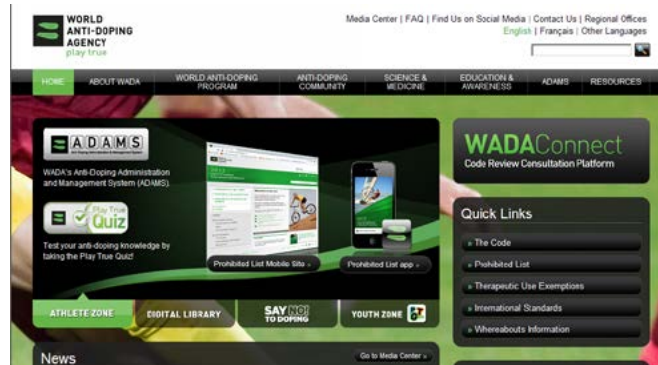 WORLD
ANTI-DOPING
AGENCY
play true
Media Center | FAQ | Find Us on Social Media | Contact Us | Regional Offices
English | Français | Other Languages
HOME
ABOUT WADA
WORLD ANTI-DOPING
PROGRAM
ANTI-DOPING
COMMUNITY
SCIENCE &
MEDICINE
EDUCATION &
AWARENESS
ADAMS
RESOURCES
ADAMS
WADA's Anti-Doping Administration
and Management System (ADAMS).
Play True
Quiz
Test your anti-doping knowledge by
taking the Play True Quiz!
Prohibited List Mobile Site »
Prohibited List app »
ATHLETE ZONE
DIGITAL LIBRARY
SAY NO!
TO DOPING
YOUTH ZONE
News
Go to Media Center »
WADAConnect
Code Review Consultation Platform
Quick Links
» The Code
» Prohibited List
» Therapeutic Use Exemptions
» International Standards
» Whereabouts Information